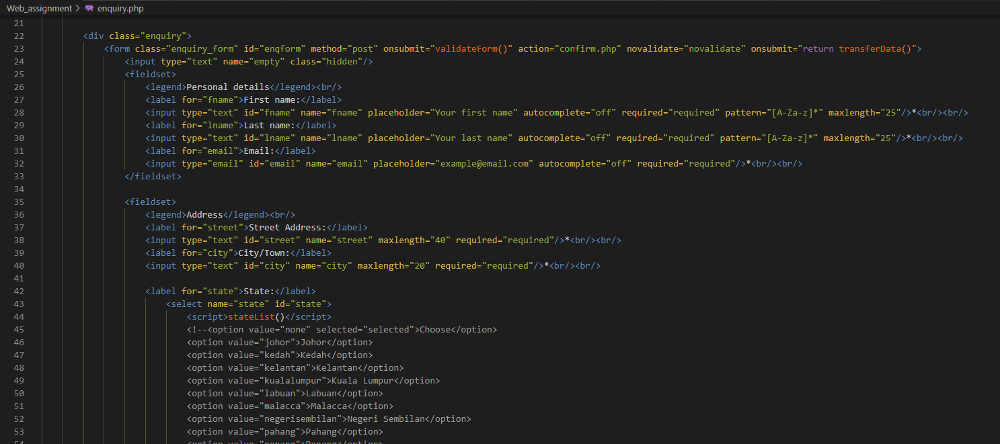 Web_assignment > enquiry.php
21
22 <div class="enquiry">
23 <form class="enquiry_form" id="enqform" method="post" onsubmit="validateForm()" action="confirm.php" novalidate="novalidate" onsubmit="return transferData()">
24 <input type="text" name="empty" class="hidden"/>
25 <fieldset>
26 <legend>Personal details</legend><br/>
27 <label for="fname">First name:</label>
28 <input type="text" id="fname" name="fname" placeholder="Your first name" autocomplete="off" required="required" pattern="[A-Za-z]*" maxlength="25"/>*<br/><br/>
29 <label for="lname">Last name:</label>
30 <input type="text" id="lname" name="lname" placeholder="Your last name" autocomplete="off" required="required" pattern="[A-Za-z]*" maxlength="25"/>*<br/><br/>
31 <label for="email">Email:</label>
32 <input type="email" id="email" name="email" placeholder="example@email.com" autocomplete="off" required="required"/>*<br/><br/>
33 </fieldset>
34
35 <fieldset>
36 <legend>Address</legend><br/>
37 <label for="street">Street Address:</label>
38 <input type="text" id="street" name="street" maxlength="40" required="required"/>*<br/><br/>
39 <label for="city">City/Town:</label>
40 <input type="text" id="city" name="city" maxlength="20" required="required"/>*<br/><br/>
41
42 <label for="state">State:</label>
43 <select name="state" id="state">
44 <script>stateList()</script>
45 <!--<option value="none" selected="selected">Choose</option>
46 <option value="johor">Johor</option>
47 <option value="kedah">Kedah</option>
48 <option value="kelantan">Kelantan</option>
49 <option value="kualalumpur">Kuala Lumpur</option>
50 <option value="labuan">Labuan</option>
51 <option value="malacca">Malacca</option>
52 <option value="negerisembilan">Negeri Sembilan</option>
53 <option value="pahang">Pahang</option>